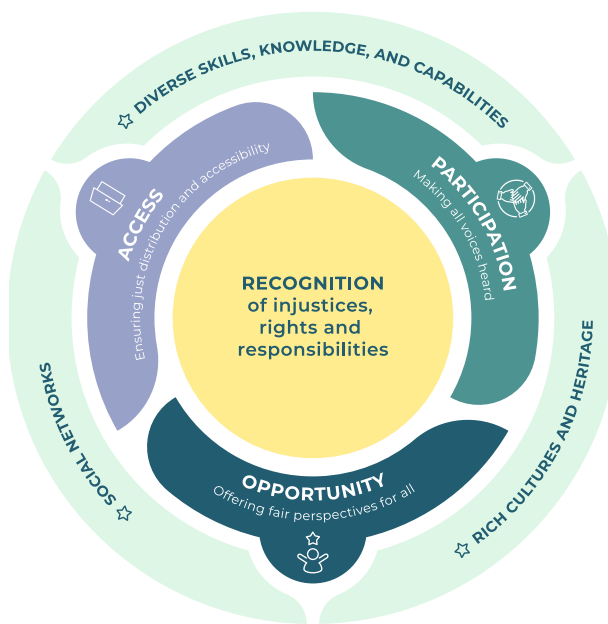 DIVERSE SKILLS, KNOWLEDGE, AND CAPABILITIES
ACCESS
Ensuring just distribution and accessibility
PARTICIPATION
Making all voices heard
RECOGNITION
of injustices,
rights and
responsibilities
OPPORTUNITY
Offering fair perspectives for all
SOCIAL NETWORKS
RICH CULTURES AND HERITAGE